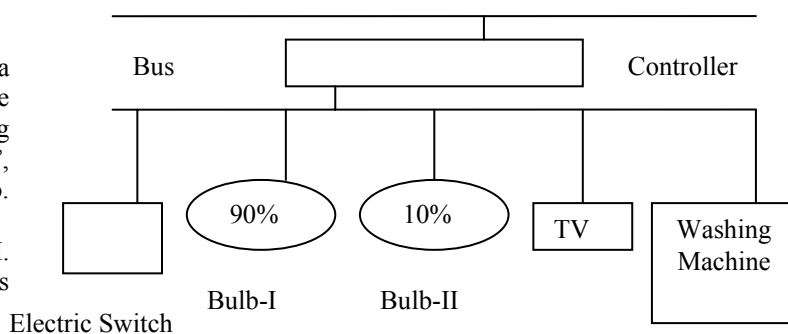 a
Bus Controller
e
g
’,
90% 10% TV Washing
Machine
o.
I.
s
Bulb-I Bulb-II
Electric Switch